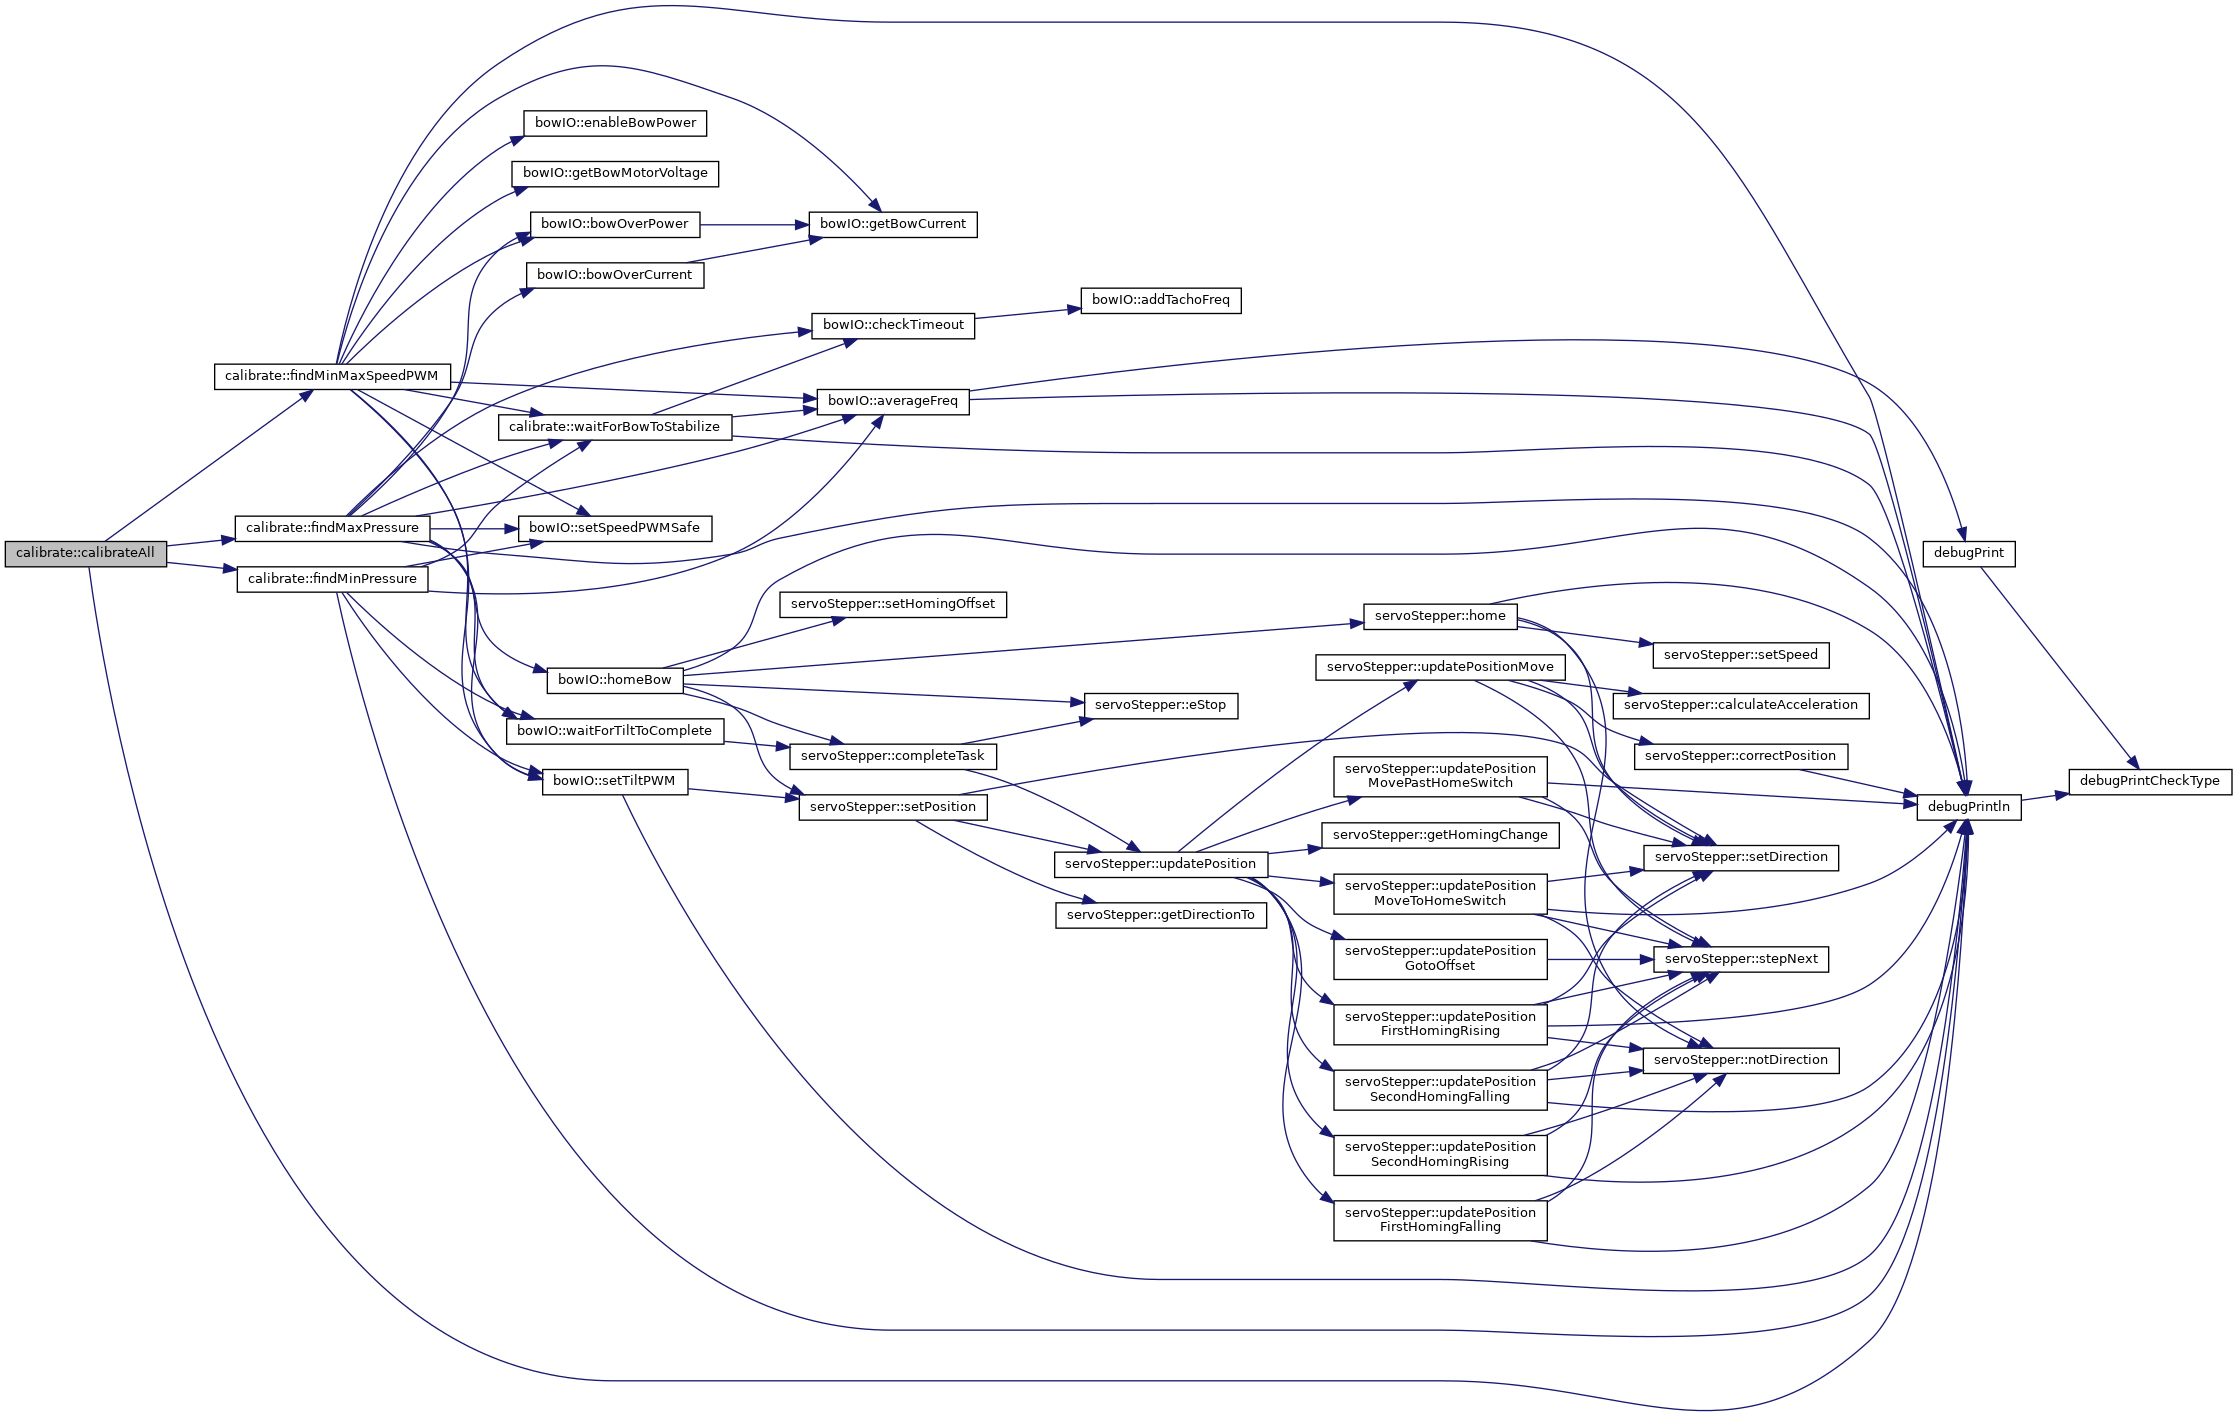 calibrate::calibrateAll
calibrate::findMinMaxSpeedPWM
calibrate::findMaxPressure
calibrate::findMinPressure
bowIO::enableBowPower
bowIO::getBowMotorVoltage
bowIO::bowOverPower
bowIO::bowOverCurrent
calibrate::waitForBowToStabilize
bowIO::setSpeedPWMSafe
bowIO::homeBow
bowIO::waitForTiltToComplete
bowIO::setTiltPWM
bowIO::getBowCurrent
bowIO::checkTimeout
bowIO::averageFreq
servoStepper::setHomingOffset
servoStepper::completeTask
servoStepper::setPosition
bowIO::addTachoFreq
servoStepper::eStop
servoStepper::updatePosition
servoStepper::getDirectionTo
servoStepper::home
servoStepper::updatePositionMove
servoStepper::updatePosition
MovePastHomeSwitch
servoStepper::getHomingChange
servoStepper::updatePosition
MoveToHomeSwitch
servoStepper::updatePosition
GotoOffset
servoStepper::updatePosition
FirstHomingRising
servoStepper::updatePosition
SecondHomingFalling
servoStepper::updatePosition
SecondHomingRising
servoStepper::updatePosition
FirstHomingFalling
servoStepper::setSpeed
servoStepper::calculateAcceleration
servoStepper::correctPosition
servoStepper::setDirection
servoStepper::stepNext
servoStepper::notDirection
debugPrint
debugPrintln
debugPrintCheckType